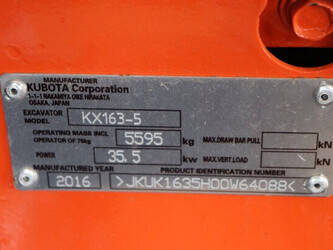 MANUFACTURER
KUBOTA Corporation
1-1-1 NAKAMIYA OIKE HIRAKATA
OSAKA, JAPAN
EXCAVATOR MODEL KX163-5
OPERATING MASS INCL OPERATOR OF 75kg 5595 kg MAX.DRAW BAR PULL kN
POWER 35.5 kw MAX.VERT.LOAD kN
MANUFACTURED YEAR PRODUCT IDENTIFICATION NUMBER
2016 >JKUK1635H00W64088<